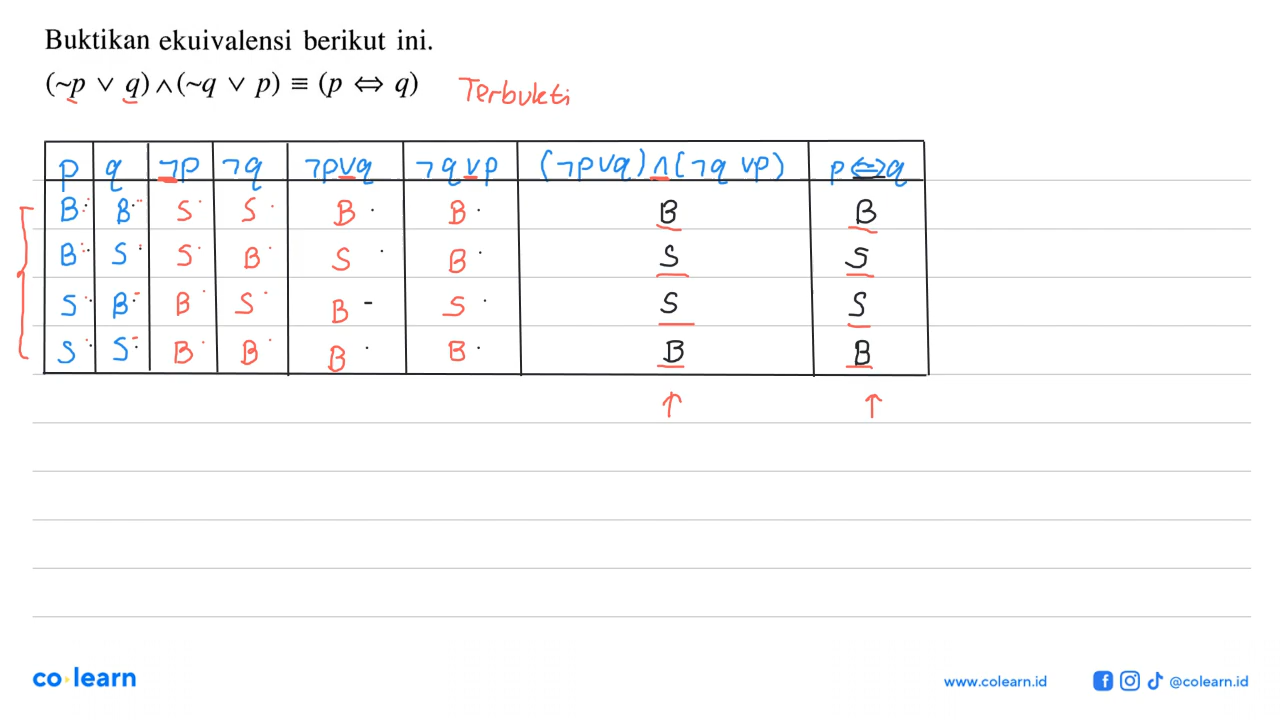 Buktikan ekuivalensi berikut ini.
(~p ∨ q) ∧ (~q ∨ p) ≡ (p ⇔ q) Terbukti
p q ¬p ¬q ¬p∨q ¬q∨p (¬p∨q)∧(¬q∨p) p⇔q
B B S S B B B B
B S S B S B S S
S B B S B S S S
S S B B B B B B
co learn www.colearn.id @colearn.id